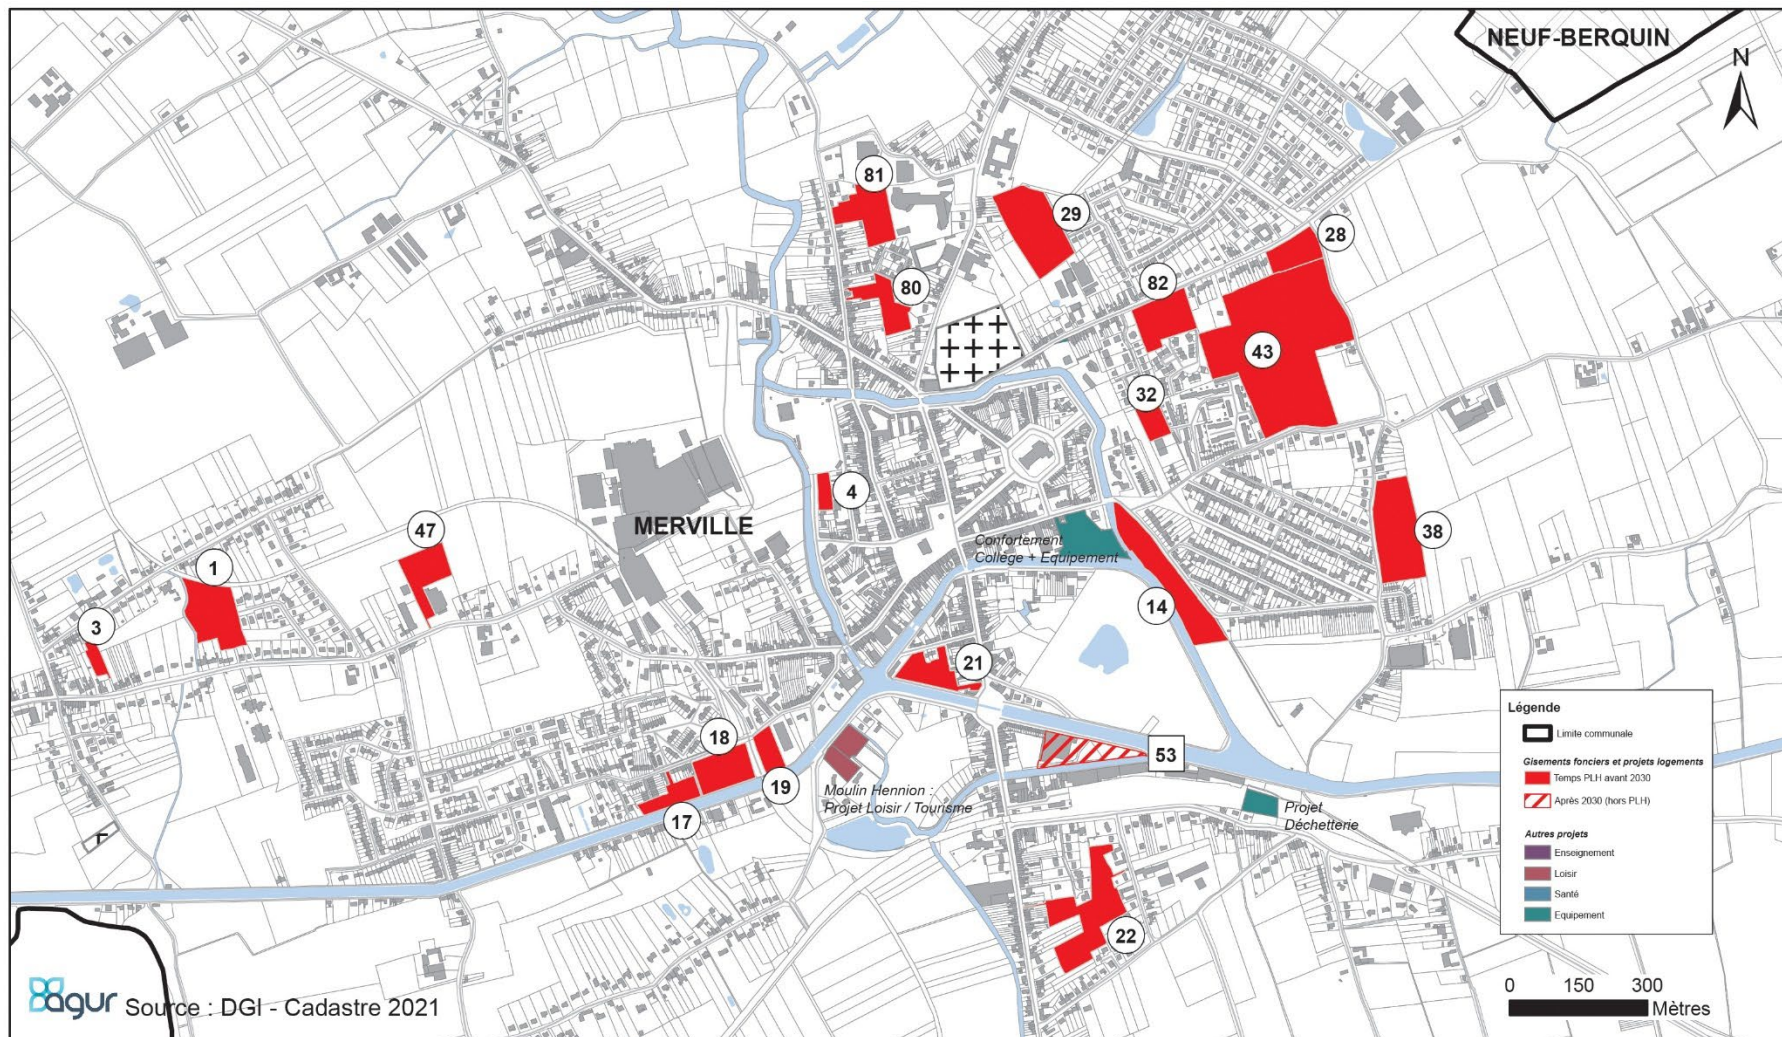 NEUF-BERQUIN
N
81
29
28
80
82
43
32
4
MERVILLE
47
38
Confortement
Collège + Equipement
1
14
3
21
18
53
19
Moulin Hennion :
Projet Loisir / Tourisme
17
Projet
Déchetterie
22
Légende
Limite communale
Gisements fonciers et projets logements
Temps PLH avant 2030
Après 2030 (hors PLH)
Autres projets
Enseignement
Loisir
Santé
Equipement
0 150 300
Mètres
agur
Source : DGI - Cadastre 2021